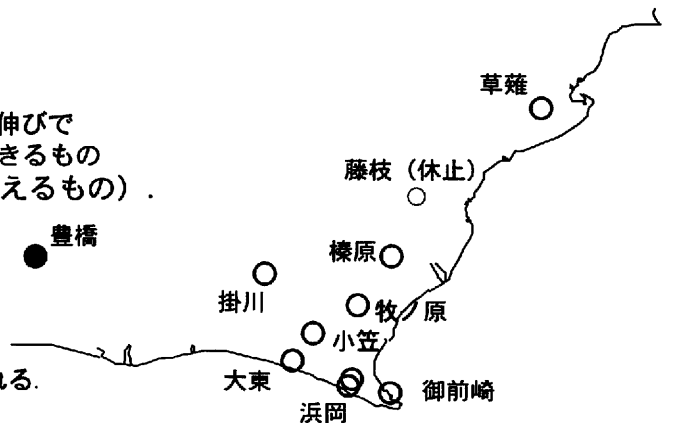 草薙
伸びで
きるもの
えるもの）.
藤枝（休止）
豊橋
榛原
掛川
牧ノ原
小笠
大東
れる.
御前崎
浜岡